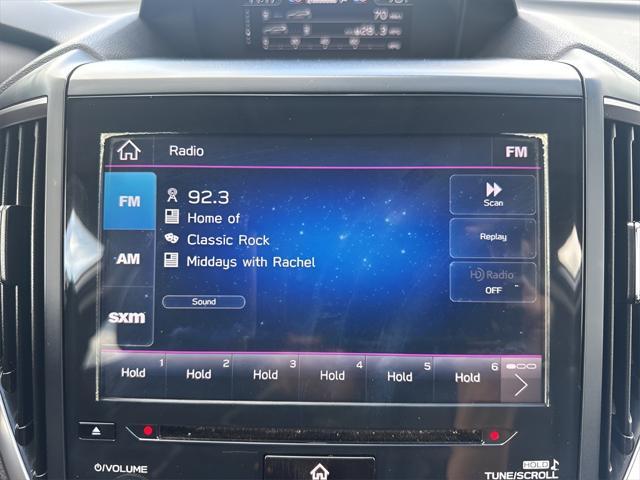 70
28.3
Radio
FM
FM
92.3
Scan
Home of
Classic Rock
Replay
AM
Middays with Rachel
HD Radio
OFF
Sound
sxm
1 2 3 4 5 6
Hold Hold Hold Hold Hold Hold
HOLD
VOLUME
TUNE/SCROLL